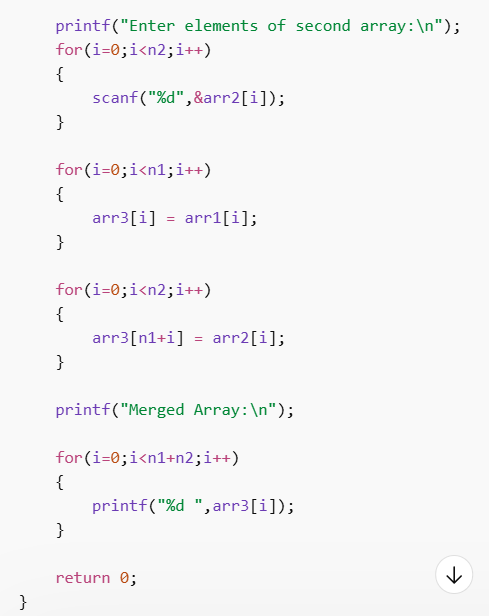 printf("Enter elements of second array:\n");
for(i=0;i<n2;i++)
{
scanf("%d",&arr2[i]);
}
for(i=0;i<n1;i++)
{
arr3[i] = arr1[i];
}
for(i=0;i<n2;i++)
{
arr3[n1+i] = arr2[i];
}
printf("Merged Array:\n");
for(i=0;i<n1+n2;i++)
{
printf("%d ",arr3[i]);
}
return 0;
}